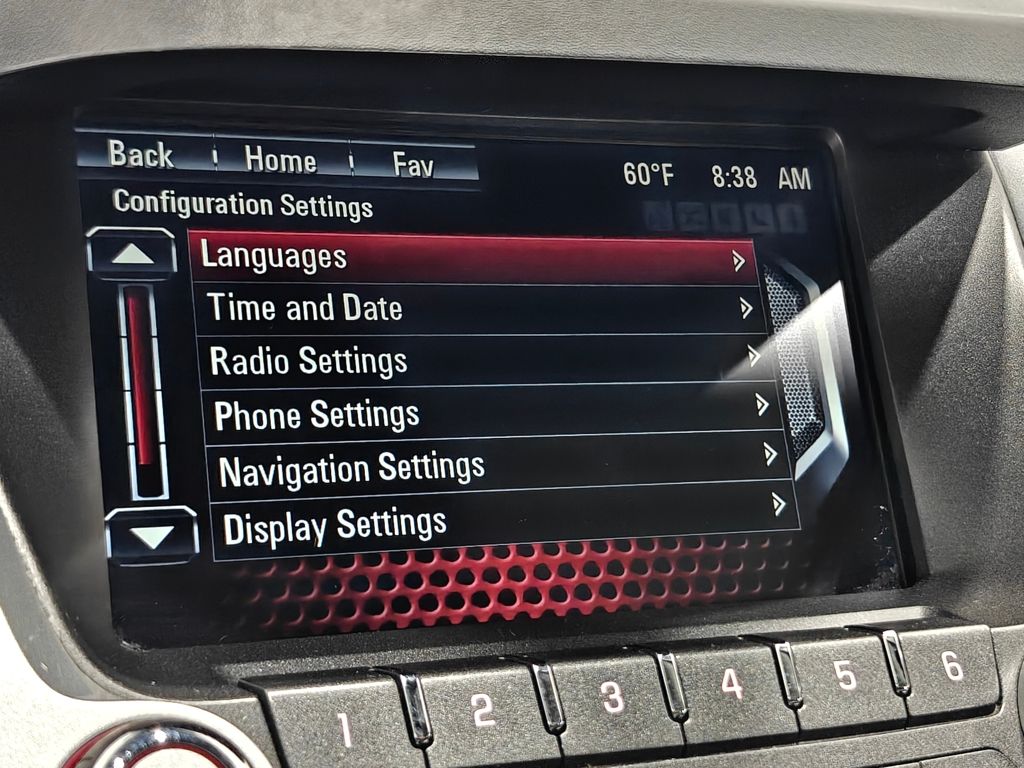 Back Home Fav
60°F 8:38 AM
Configuration Settings
Languages
Time and Date
Radio Settings
Phone Settings
Navigation Settings
Display Settings
1 2 3 4 5 6